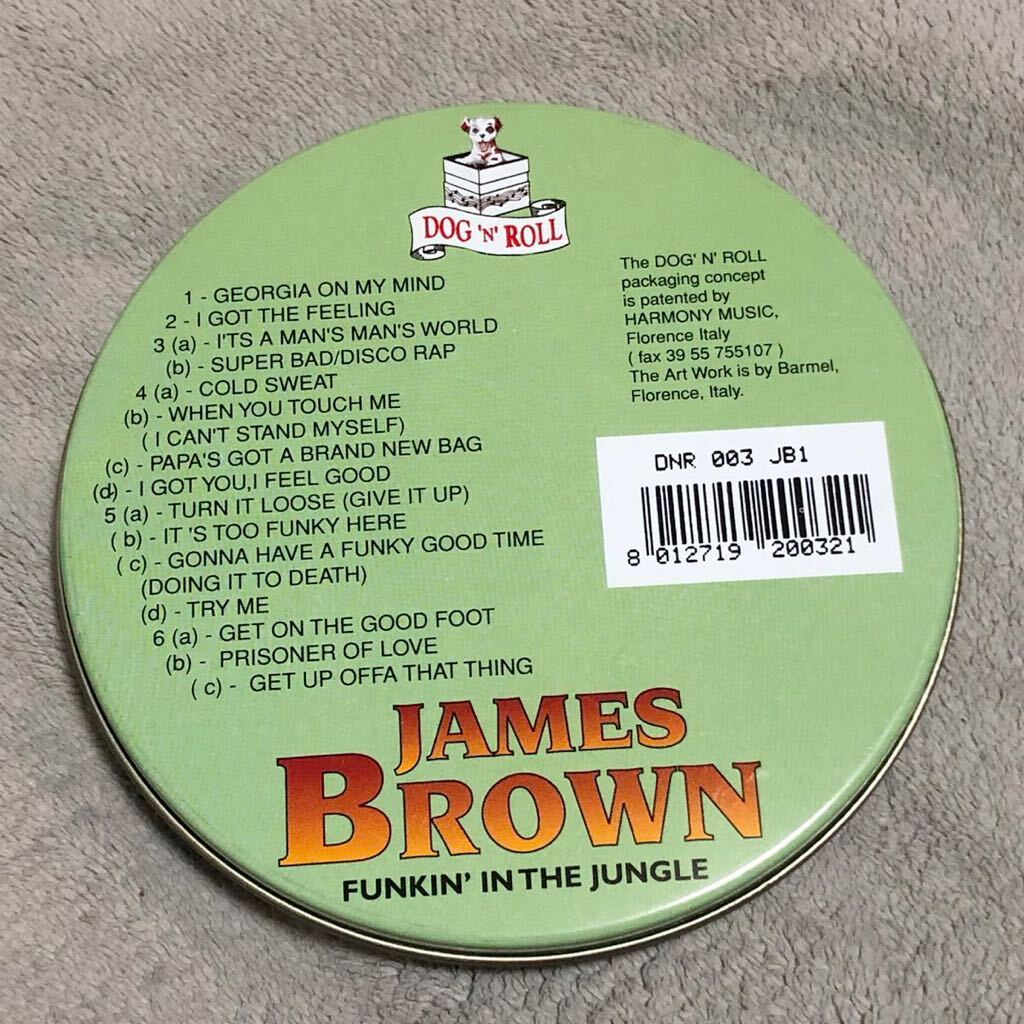 DOG 'N' ROLL
1 - GEORGIA ON MY MIND
2 - I GOT THE FEELING
3 (a) - I'TS A MAN'S MAN'S WORLD
(b) - SUPER BAD/DISCO RAP
4 (a) - COLD SWEAT
(b) - WHEN YOU TOUCH ME
( I CAN'T STAND MYSELF)
(c) - PAPA'S GOT A BRAND NEW BAG
(d) - I GOT YOU,I FEEL GOOD
5 (a) - TURN IT LOOSE (GIVE IT UP)
( b) - IT 'S TOO FUNKY HERE
( c) - GONNA HAVE A FUNKY GOOD TIME
(DOING IT TO DEATH)
(d) - TRY ME
6 (a) - GET ON THE GOOD FOOT
(b) - PRISONER OF LOVE
( c) - GET UP OFFA THAT THING
The DOG' N' ROLL
packaging concept
is patented by
HARMONY MUSIC,
Florence Italy
( fax 39 55 755107 )
The Art Work is by Barmel,
Florence, Italy.
DNR 003 JB1
8 012719 200321
JAMES
BROWN
FUNKIN' IN THE JUNGLE